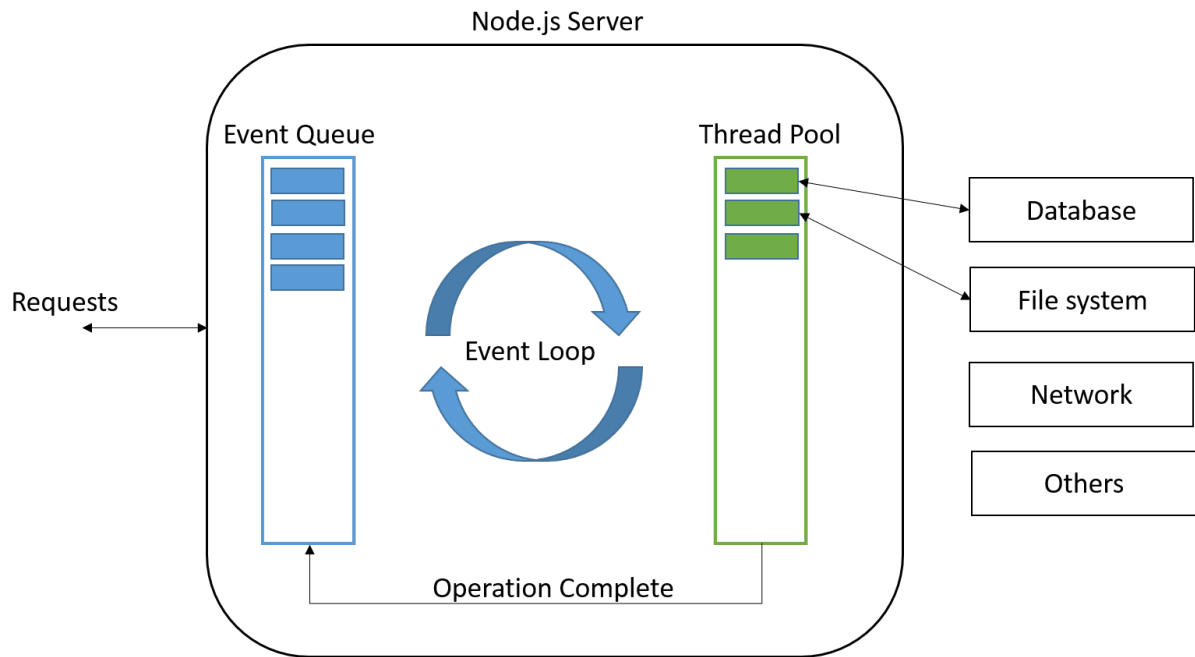 Node.js Server
Event Queue
Thread Pool
Database
Requests
File system
Event Loop
Network
Others
Operation Complete